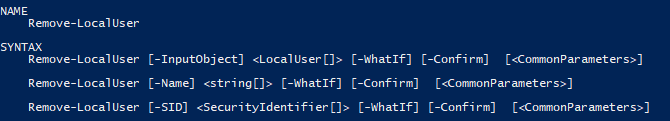 NAME
Remove-LocalUser
SYNTAX
Remove-LocalUser [-InputObject] <LocalUser[]> [-WhatIf] [-Confirm]  [<CommonParameters>]
Remove-LocalUser [-Name] <string[]> [-WhatIf] [-Confirm]  [<CommonParameters>]
Remove-LocalUser [-SID] <SecurityIdentifier[]> [-WhatIf] [-Confirm]  [<CommonParameters>]